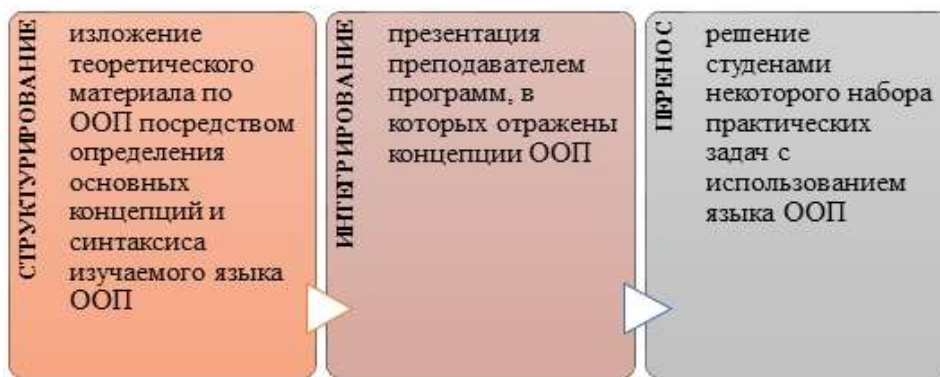 СТРУКТУРИРОВАНИЕ
изложение
теоретического
материала по
ООП посредством
определения
основных
концепций и
синтаксиса
изучаемого языка
ООП
ИНТЕГРИРОВАНИЕ
презентация
преподавателем
программ, в
которых отражены
концепции ООП
ПЕРЕНОС
решение
студенами
некоторого набора
практических
задач с
использованием
языка ООП